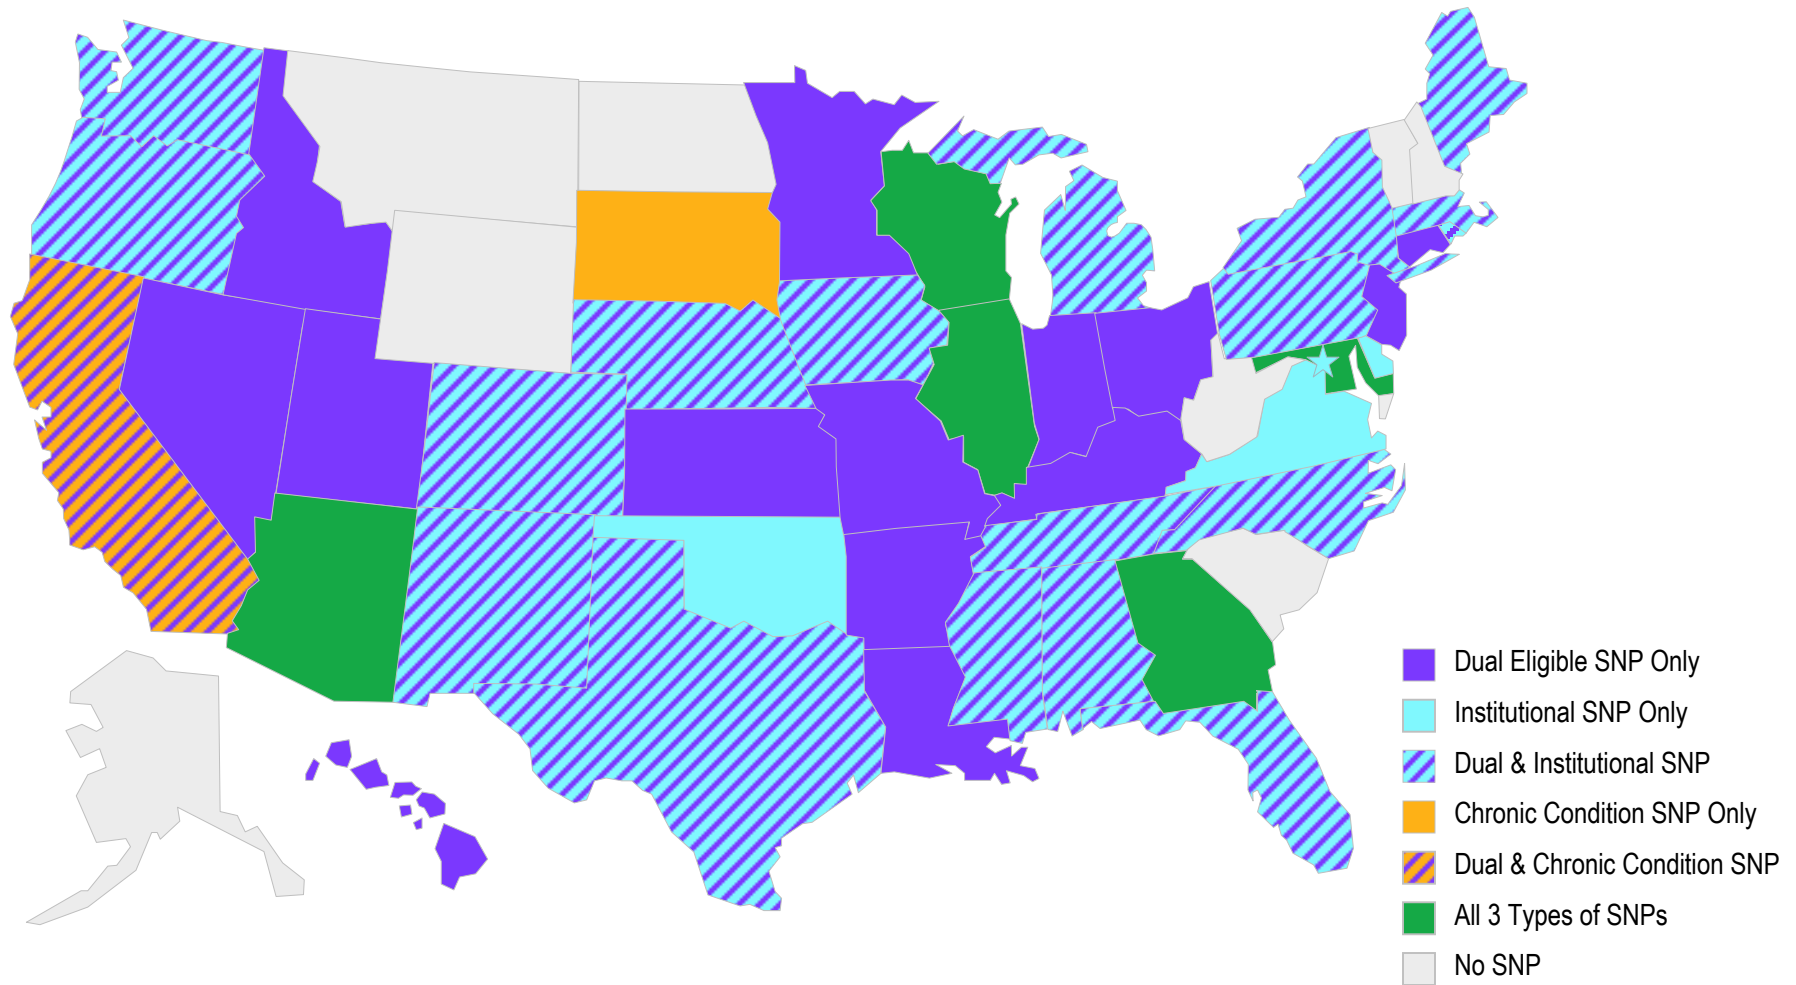 Dual Eligible SNP Only
Institutional SNP Only
Dual & Institutional SNP
Chronic Condition SNP Only
Dual & Chronic Condition SNP
All 3 Types of SNPs
No SNP